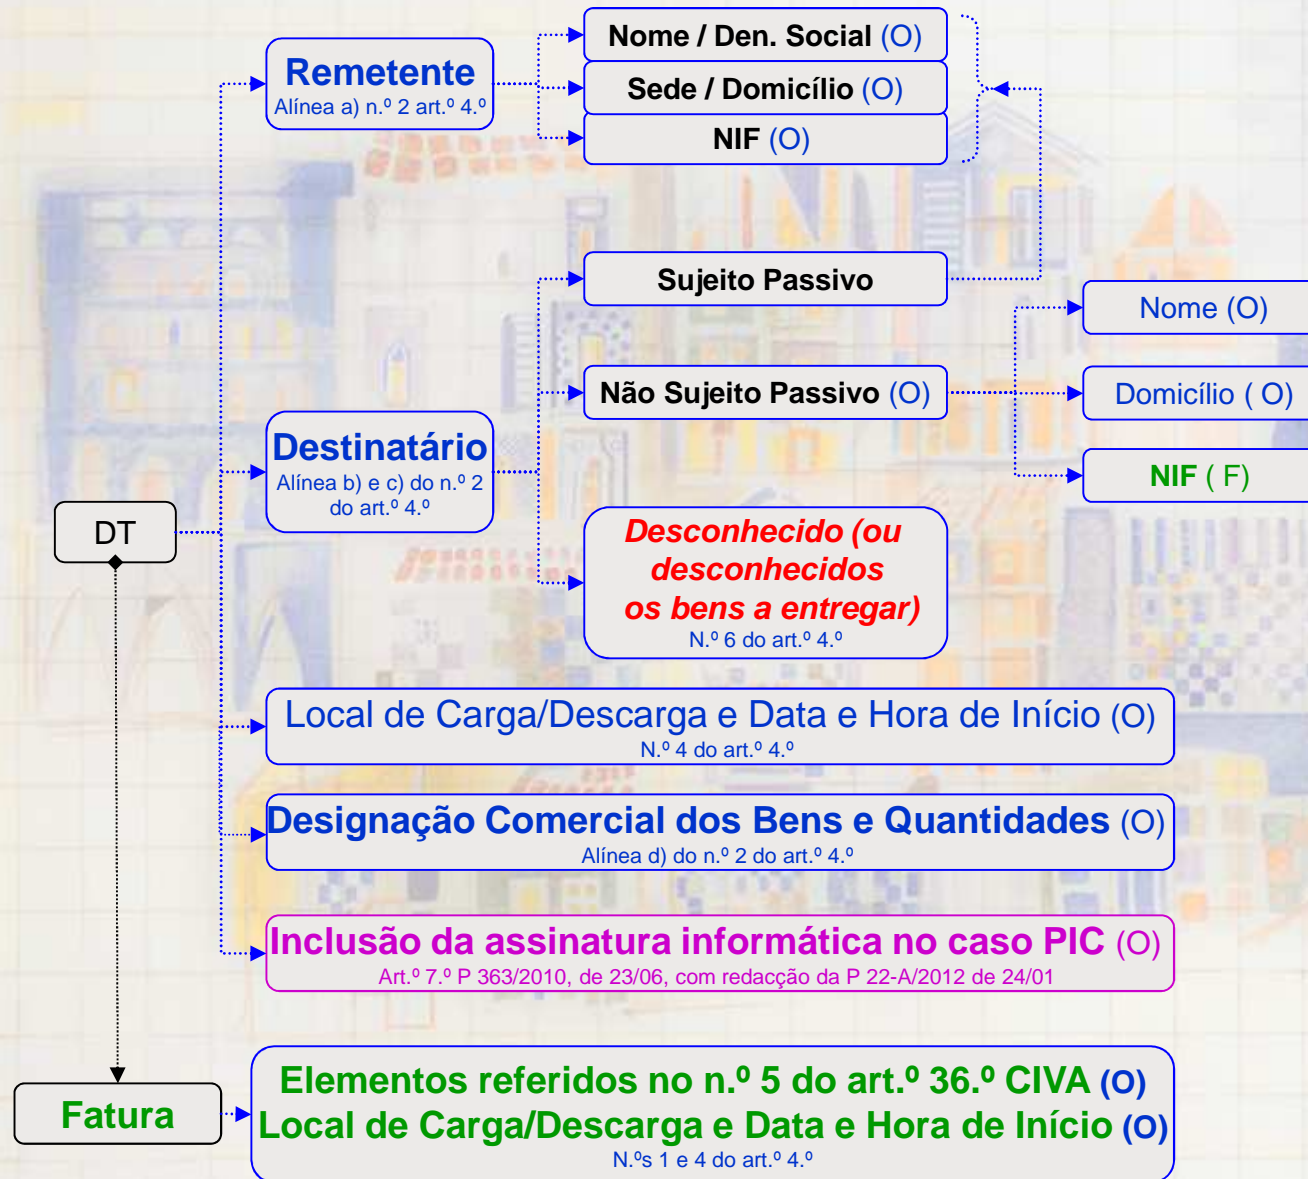 Remetente
Alínea a) n.º 2 art.º 4.º
Nome / Den. Social (O)
Sede / Domicílio (O)
NIF (O)
Sujeito Passivo
Não Sujeito Passivo (O)
Nome (O)
Domicílio ( O)
NIF ( F)
Destinatário
Alínea b) e c) do n.º 2
do art.º 4.º
DT
Desconhecido (ou
desconhecidos
os bens a entregar)
N.º 6 do art.º 4.º
Local de Carga/Descarga e Data e Hora de Início (O)
N.º 4 do art.º 4.º
Designação Comercial dos Bens e Quantidades (O)
Alínea d) do n.º 2 do art.º 4.º
Inclusão da assinatura informática no caso PIC (O)
Art.º 7.º P 363/2010, de 23/06, com redacção da P 22-A/2012 de 24/01
Fatura
Elementos referidos no n.º 5 do art.º 36.º CIVA (O)
Local de Carga/Descarga e Data e Hora de Início (O)
N.ºs 1 e 4 do art.º 4.º